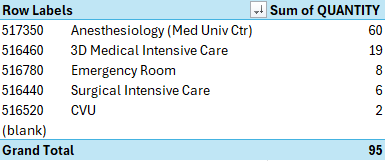 Row Labels Sum of QUANTITY
517350 Anesthesiology (Med Univ Ctr) 60
516460 3D Medical Intensive Care 19
516780 Emergency Room 8
516440 Surgical Intensive Care 6
516520 CVU 2
(blank)
Grand Total 95